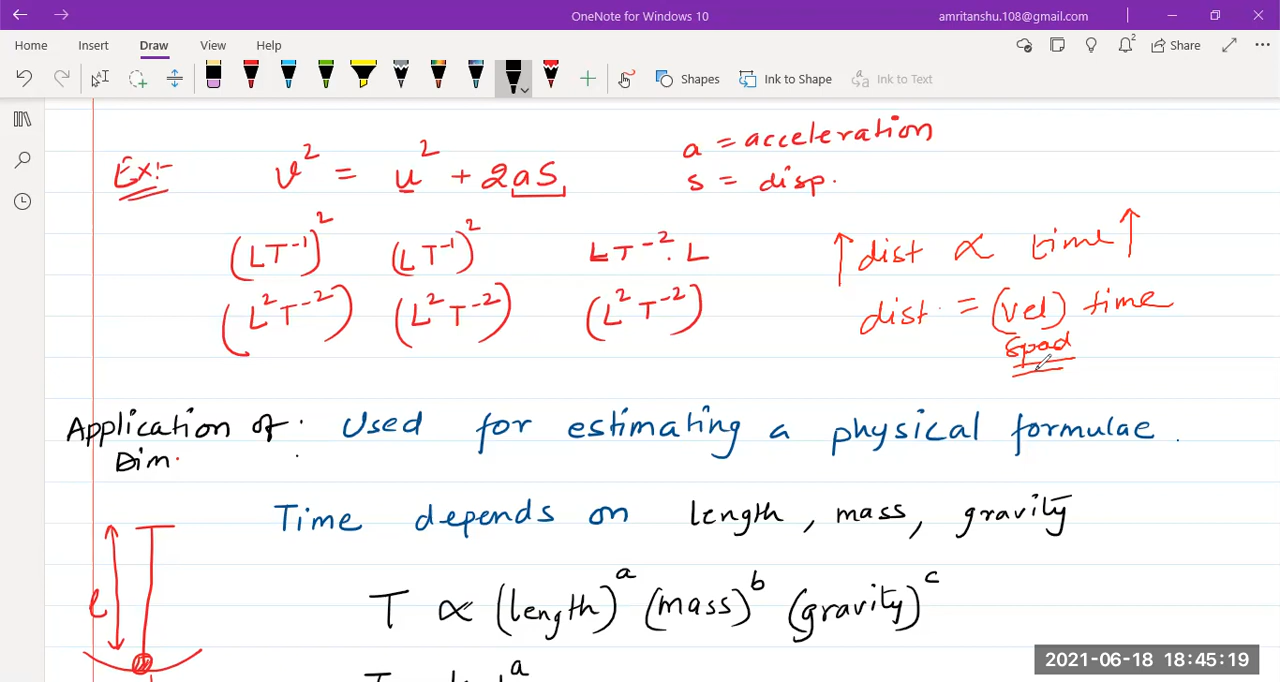 OneNote for Windows 10
amritanshu.108@gmail.com
Home Insert Draw View Help
Share
Shapes Ink to Shape Ink to Text
Ex:- v² = u² + 2aS
a = acceleration
s = disp.
(LT⁻¹)² (LT⁻¹)² LT⁻². L
(L²T⁻²) (L²T⁻²) (L²T⁻²)
↑dist ∝ time↑
dist. = (vel) time
Application of: Used for estimating a physical formulae.
Dim.
Time depends on length, mass, gravity
T ∝ (length)ᵃ (mass)ᵇ (gravity)ᶜ
l
a
2021-06-18 18:45:19